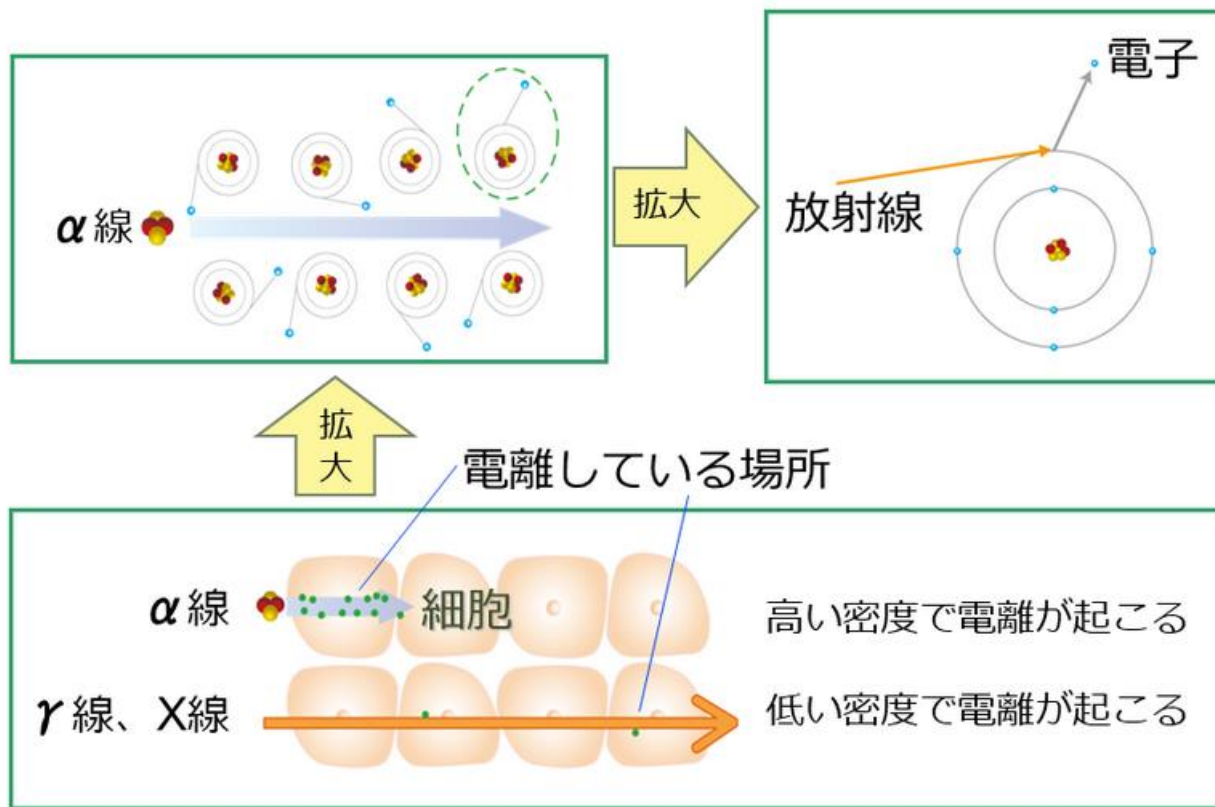 α線
拡大
電子
放射線
拡大
電離している場所
α線
細胞
高い密度で電離が起こる
γ線、X線
低い密度で電離が起こる